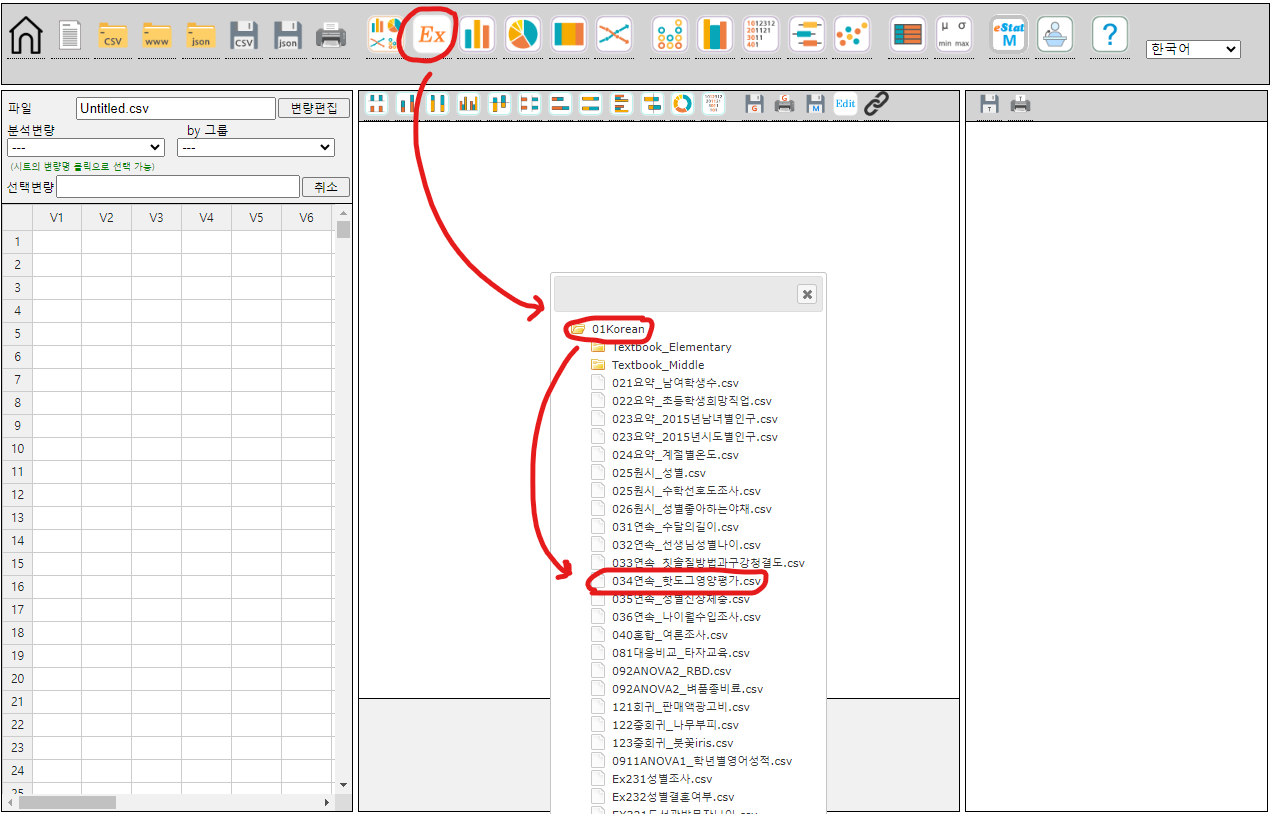 CSV
www
json
CSV
json
Ex
1012312
201121
3011
401
μ σ
min max
eStat
M
?
한국어
파일
Untitled.csv
변량편집
분석변량
by 그룹
---
---
(시트의 변량명 클릭으로 선택 가능)
선택변량
취소
V1 V2 V3 V4 V5 V6
1
2
3
4
5
6
7
8
9
10
11
12
13
14
15
16
17
18
19
20
21
22
23
24
25
G
G
M
Edit
T
T
01Korean
Textbook_Elementary
Textbook_Middle
021요약_남여학생수.csv
022요약_초등학생희망직업.csv
023요약_2015년남녀별인구.csv
023요약_2015년시도별인구.csv
024요약_계절별온도.csv
025원시_성별.csv
025원시_수학선호도조사.csv
026원시_성별좋아하는야채.csv
031연속_수달의길이.csv
032연속_선생님성별나이.csv
033연속_칫솔질방법과구강청결도.csv
034연속_핫도그영양평가.csv
035연속_성별신장체중.csv
036연속_나이월수입조사.csv
040혼합_여론조사.csv
081대응비교_타자교육.csv
092ANOVA2_RBD.csv
092ANOVA2_벼품종비료.csv
121회귀_판매액광고비.csv
122중회귀_나무부피.csv
123중회귀_붓꽃iris.csv
0911ANOVA1_학년별영어성적.csv
Ex231성별조사.csv
Ex232성별결혼여부.csv